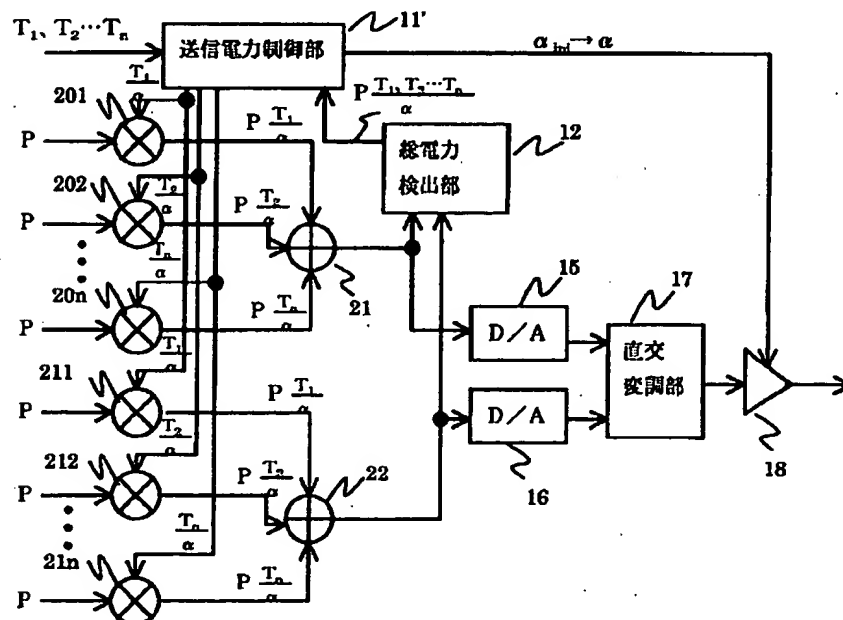 T₁、T₂…Tₙ
送信電力制御部
11'
α_ini→α
T₁/α
201
P
P T₁/α
P T₁, T₂…Tₙ/α
総電力
検出部
12
202
T₂/α
P
P T₂/α
21
Tₙ/α
20n
P
P Tₙ/α
15
D/A
17
直交
変調部
T₁/α
211
P
P T₁/α
T₂/α
D/A
16
18
212
P
P T₂/α
22
Tₙ/α
21n
P
P Tₙ/α